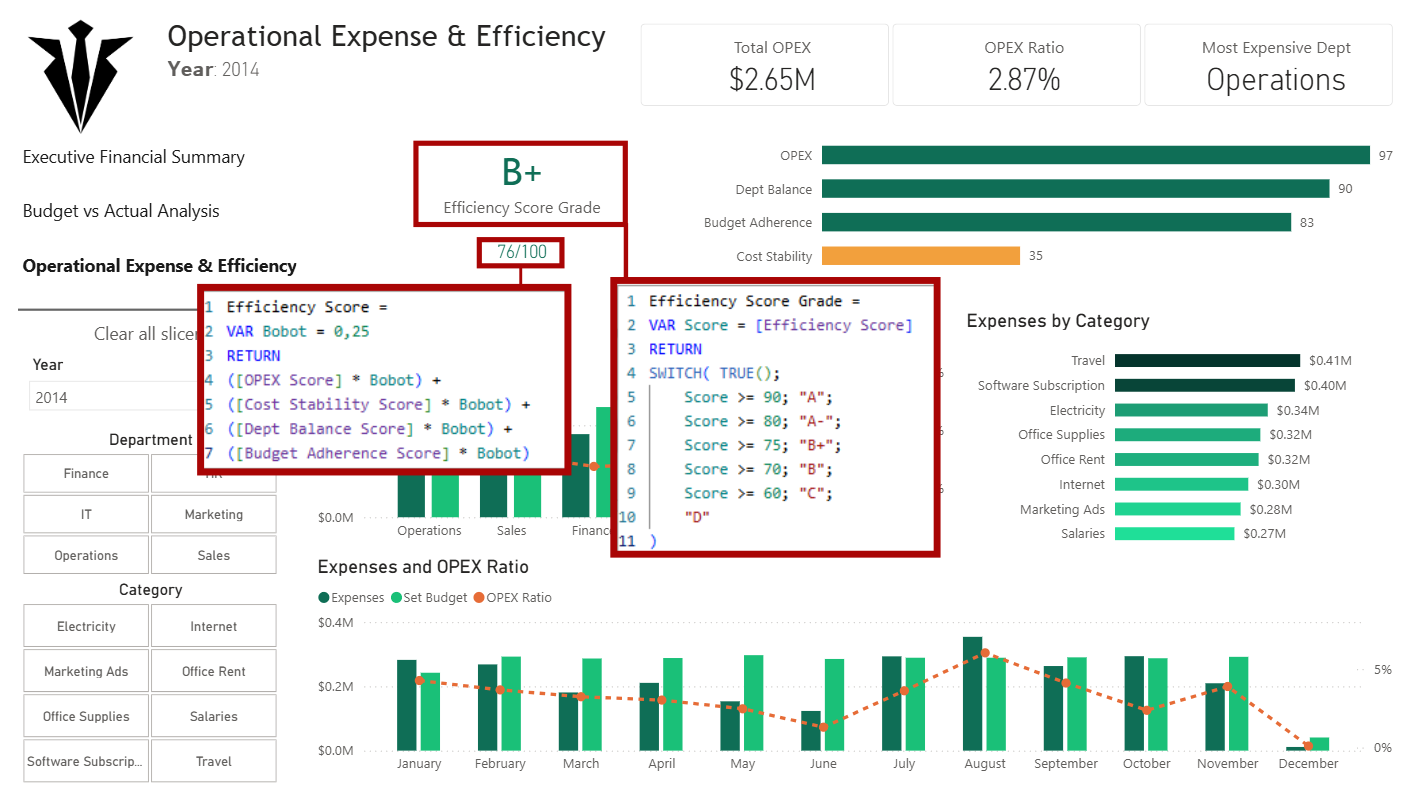 Operational Expense & Efficiency
Year: 2014
Total OPEX
$2.65M
OPEX Ratio
2.87%
Most Expensive Dept
Operations
Executive Financial Summary
Budget vs Actual Analysis
Operational Expense & Efficiency
B+
Efficiency Score Grade
76/100
OPEX 97
Dept Balance 90
Budget Adherence 83
Cost Stability 35
Clear all slicer
Year
2014
Department
Finance HR
IT Marketing
Operations Sales
Category
Electricity Internet
Marketing Ads Office Rent
Office Supplies Salaries
Software Subscrip... Travel
1 Efficiency Score =
2 VAR Bobot = 0,25
3 RETURN
4 ([OPEX Score] * Bobot) +
5 ([Cost Stability Score] * Bobot) +
6 ([Dept Balance Score] * Bobot) +
7 ([Budget Adherence Score] * Bobot)
1 Efficiency Score Grade =
2 VAR Score = [Efficiency Score]
3 RETURN
4 SWITCH( TRUE();
5 Score >= 90; "A";
6 Score >= 80; "A-";
7 Score >= 75; "B+";
8 Score >= 70; "B";
9 Score >= 60; "C";
10 "D"
11 )
$0.0M
Operations Sales Finance
%
%
%
Expenses by Category
Travel $0.41M
Software Subscription $0.40M
Electricity $0.34M
Office Supplies $0.32M
Office Rent $0.32M
Internet $0.30M
Marketing Ads $0.28M
Salaries $0.27M
Expenses and OPEX Ratio
Expenses Set Budget OPEX Ratio
$0.4M
$0.2M
$0.0M
5%
0%
January February March April May June July August September October November December